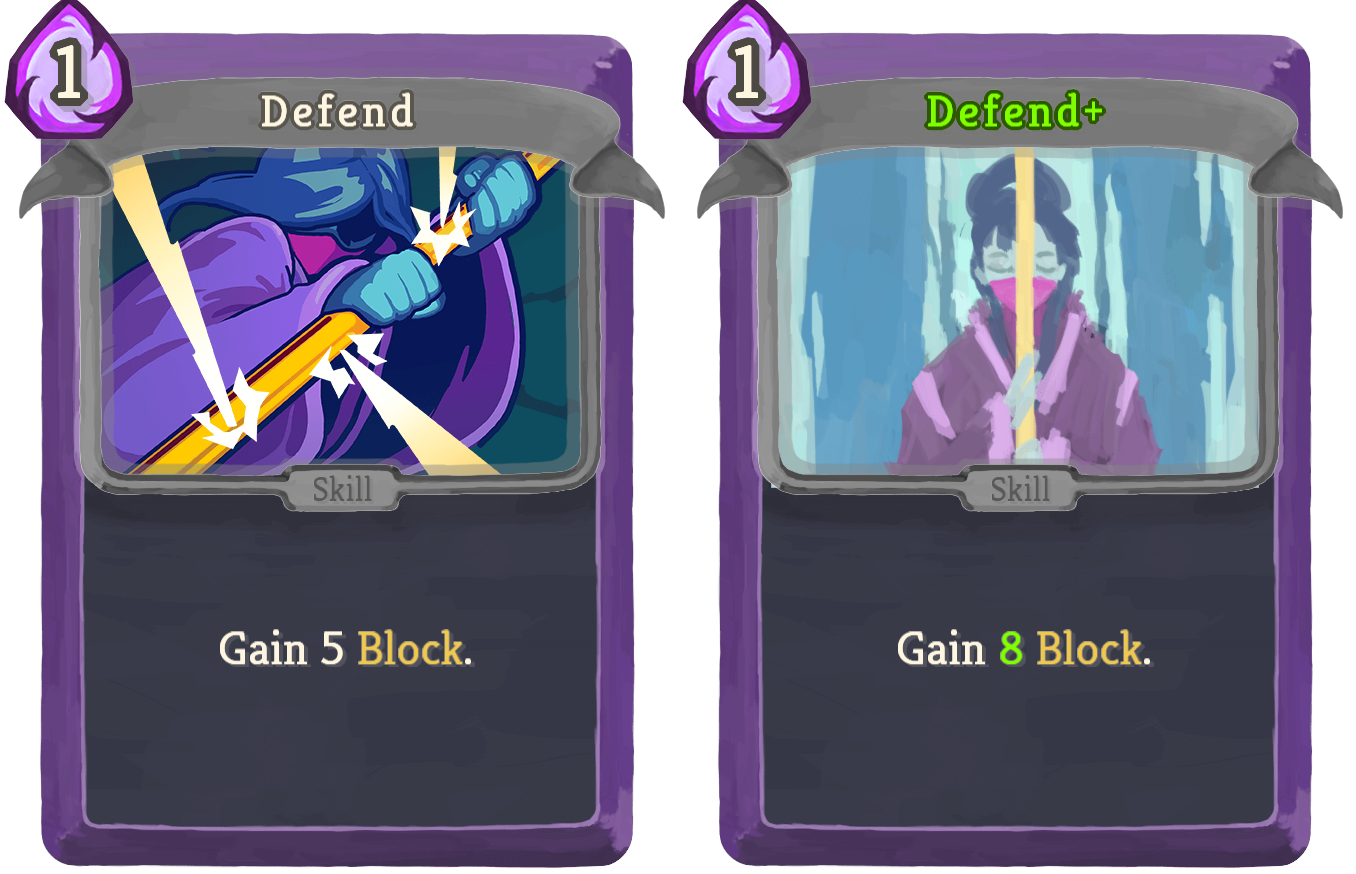 1
Defend
Skill
Gain 5 Block.
1
Defend+
Skill
Gain 8 Block.